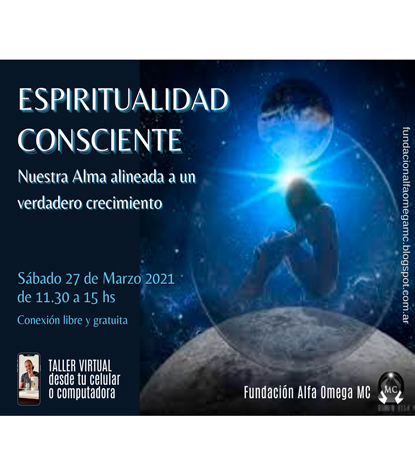 ESPIRITUALIDAD
CONSCIENTE
Nuestra Alma alineada a un
verdadero crecimiento
Sábado 27 de Marzo 2021
de 11.30 a 15 hs
Conexión libre y gratuita
TALLER VIRTUAL
desde tu celular
o computadora
Fundación Alfa Omega MC
MC
fundacionalfaomegamc.blogspot.com.ar